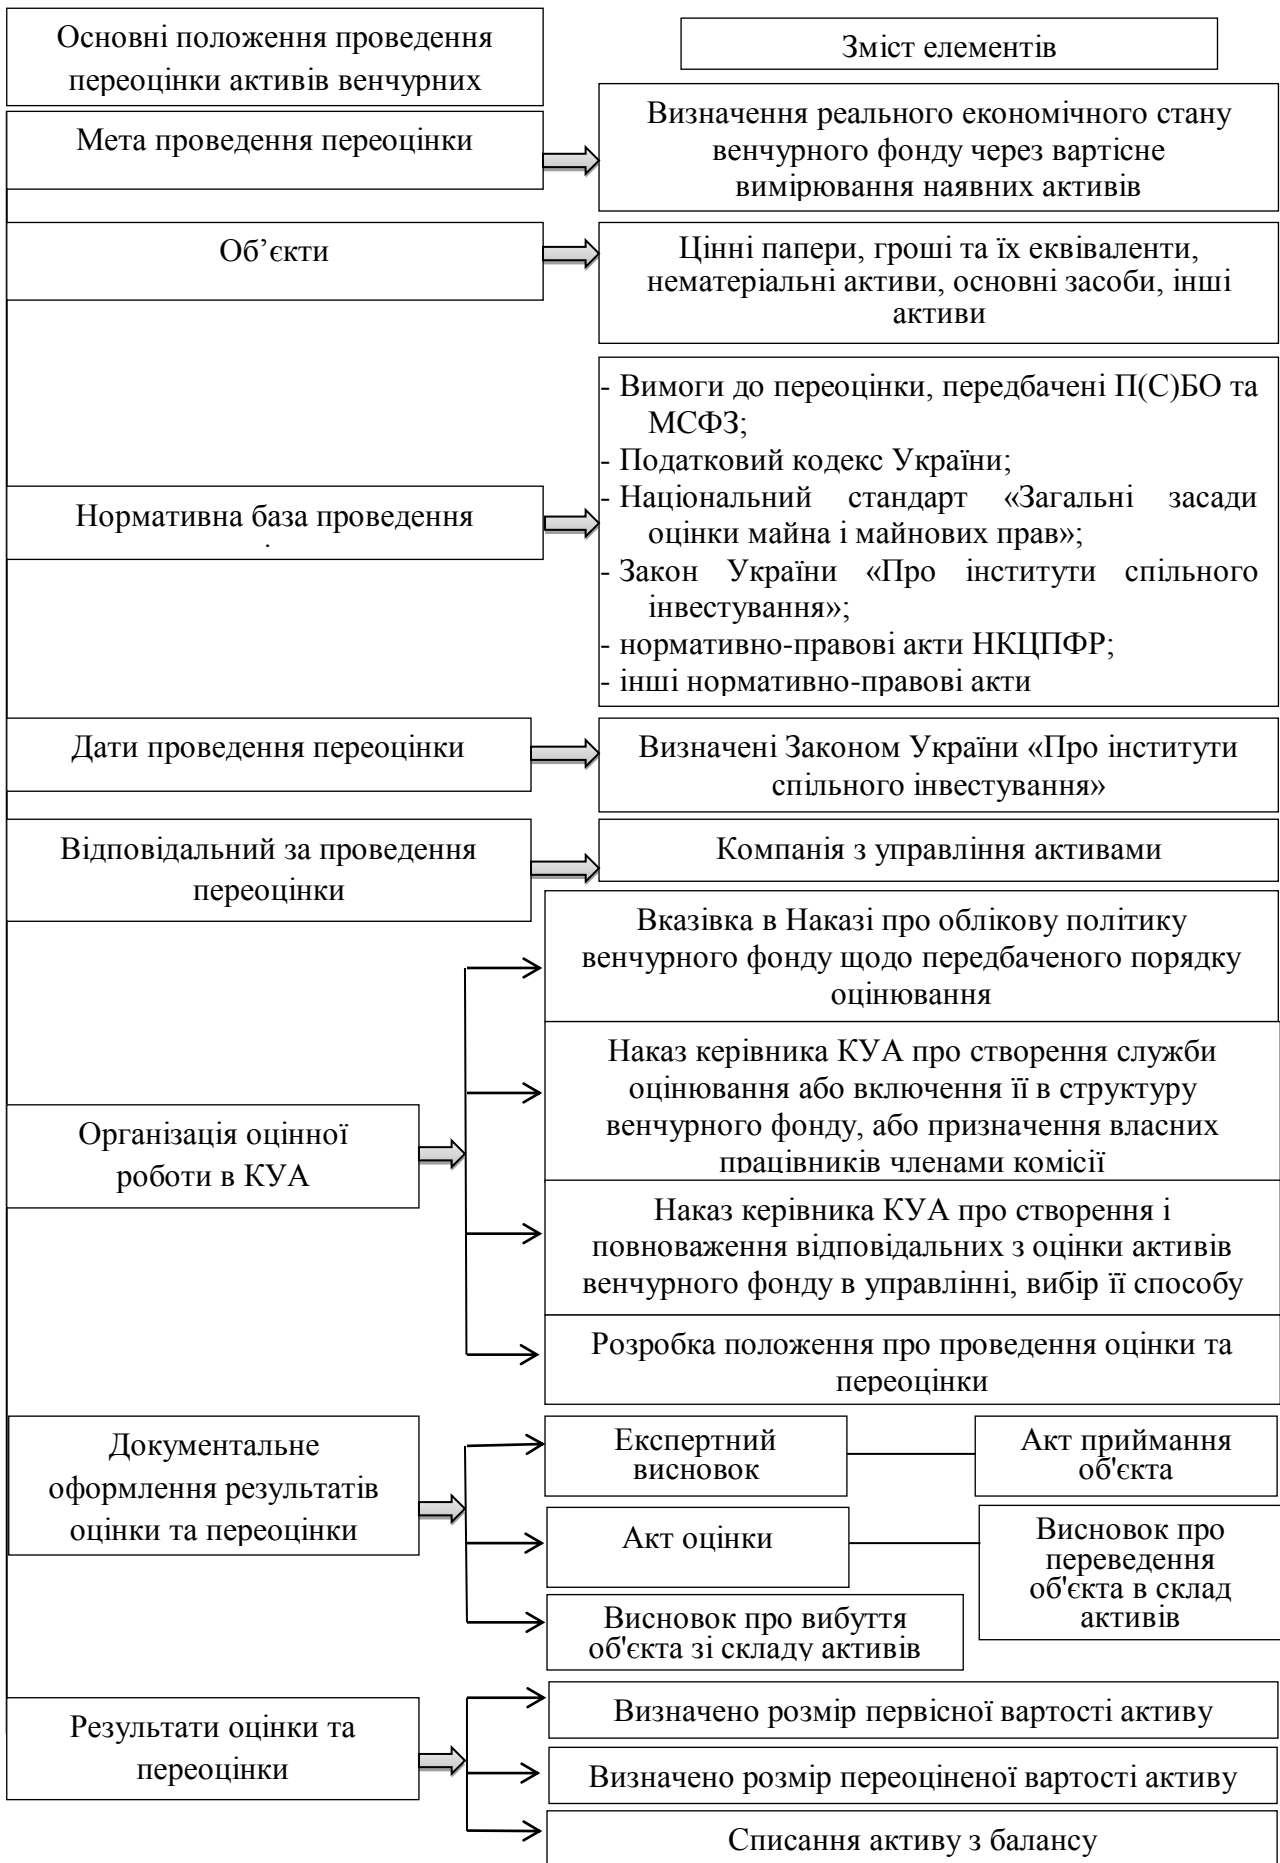 Основні положення проведення
переоцінки активів венчурних
Зміст елементів
Мета проведення переоцінки
Визначення реального економічного стану
венчурного фонду через вартісне
вимірювання наявних активів
Об’єкти
Цінні папери, гроші та їх еквіваленти,
нематеріальні активи, основні засоби, інші
активи
Нормативна база проведення
- Вимоги до переоцінки, передбачені П(С)БО та
МСФЗ;
- Податковий кодекс України;
- Національний стандарт «Загальні засади
оцінки майна і майнових прав»;
- Закон України «Про інститути спільного
інвестування»;
- нормативно-правові акти НКЦПФР;
- інші нормативно-правові акти
Дати проведення переоцінки
Визначені Законом України «Про інститути
спільного інвестування»
Відповідальний за проведення
переоцінки
Компанія з управління активами
Організація оцінної
роботи в КУА
Вказівка в Наказі про облікову політику
венчурного фонду щодо передбаченого порядку
оцінювання
Наказ керівника КУА про створення служби
оцінювання або включення її в структуру
венчурного фонду, або призначення власних
працівників членами комісії
Наказ керівника КУА про створення і
повноваження відповідальних з оцінки активів
венчурного фонду в управлінні, вибір її способу
Розробка положення про проведення оцінки та
переоцінки
Документальне
оформлення результатів
оцінки та переоцінки
Експертний
висновок
Акт приймання
об'єкта
Акт оцінки
Висновок про
переведення
об'єкта в склад
активів
Висновок про вибуття
об'єкта зі складу активів
Результати оцінки та
переоцінки
Визначено розмір первісної вартості активу
Визначено розмір переоціненої вартості активу
Списання активу з балансу